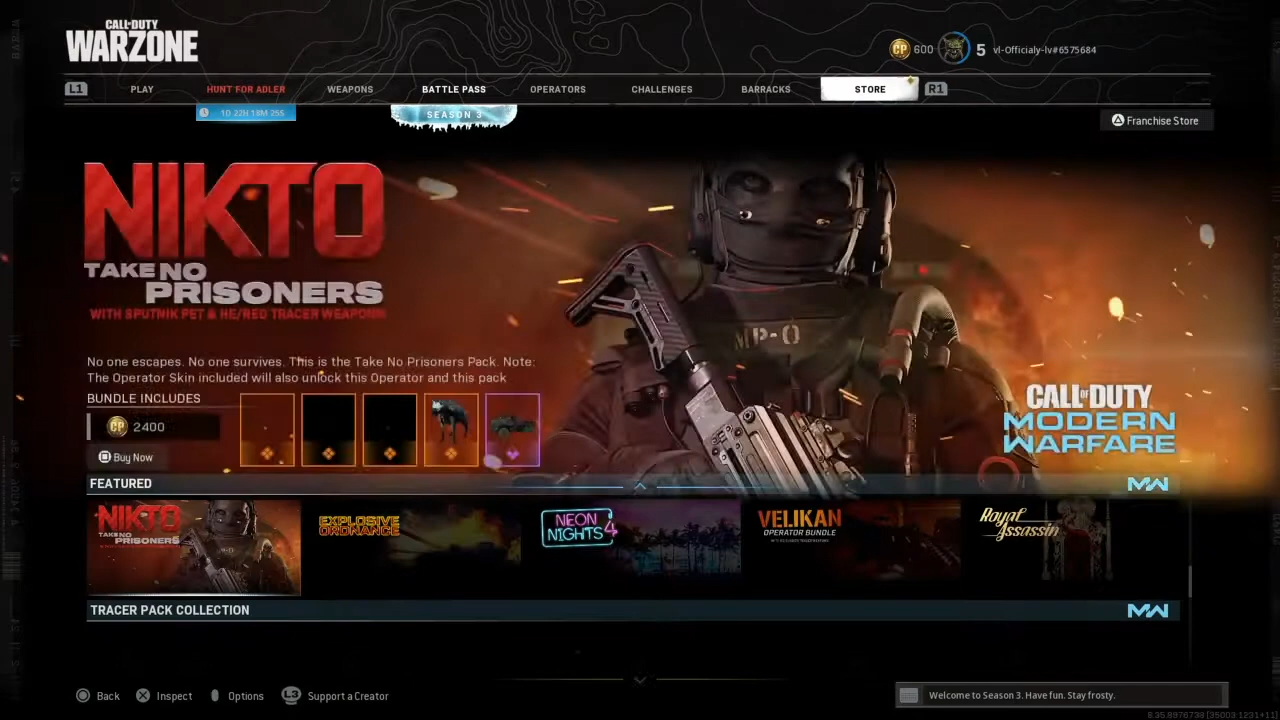 CALL OF DUTY
WARZONE
CP 600
5
vl-Officialy-lv#6575684
L1
PLAY
HUNT FOR ADLER
WEAPONS
BATTLE PASS
OPERATORS
CHALLENGES
BARRACKS
STORE
R1
1D 22H 18M 25S
SEASON 3
Franchise Store
NIKTO
TAKE NO
PRISONERS
WITH SPUTNIK PET & HE/RED TRACER WEAPONS
MP-0
No one escapes. No one survives. This is the Take No Prisoners Pack. Note:
The Operator Skin included will also unlock this Operator and this pack
BUNDLE INCLUDES
CP 2400
Buy Now
CALL OF DUTY
MODERN
WARFARE
FEATURED
MW
NIKTO
TAKE NO
PRISONERS
EXPLOSIVE
ORDNANCE
NEON
NIGHTS 4
VELIKAN
OPERATOR BUNDLE
Royal
Assassin
TRACER PACK COLLECTION
MW
Back
Inspect
Options
L3
Support a Creator
Welcome to Season 3. Have fun. Stay frosty.